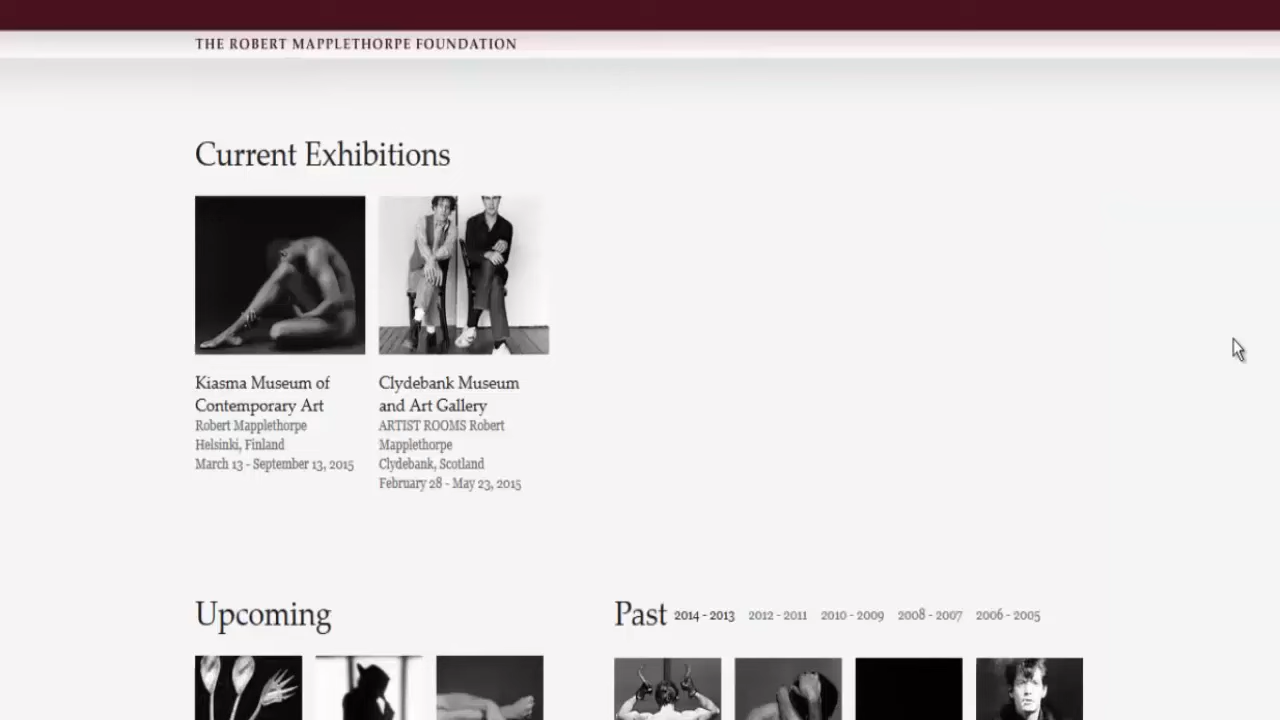 THE ROBERT MAPPLETHORPE FOUNDATION
Current Exhibitions
Kiasma Museum of
Contemporary Art
Robert Mapplethorpe
Helsinki, Finland
March 13 - September 13, 2015
Clydebank Museum
and Art Gallery
ARTIST ROOMS Robert
Mapplethorpe
Clydebank, Scotland
February 28 - May 23, 2015
Upcoming
Past 2014 - 2013 2012 - 2011 2010 - 2009 2008 - 2007 2006 - 2005